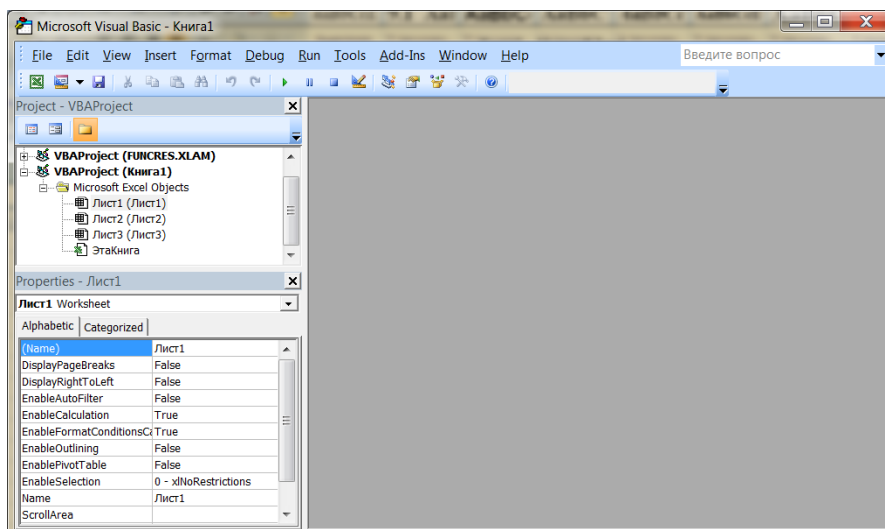 Microsoft Visual Basic - Книга1
File Edit View Insert Format Debug Run Tools Add-Ins Window Help Введите вопрос
Project - VBAProject
VBAProject (FUNCRES.XLAM)
VBAProject (Книга1)
Microsoft Excel Objects
Лист1 (Лист1)
Лист2 (Лист2)
Лист3 (Лист3)
ЭтаКнига
Properties - Лист1
Лист1 Worksheet
Alphabetic Categorized
(Name) Лист1
DisplayPageBreaks False
DisplayRightToLeft False
EnableAutoFilter False
EnableCalculation True
EnableFormatConditionsCa True
EnableOutlining False
EnablePivotTable False
EnableSelection 0 - xlNoRestrictions
Name Лист1
ScrollArea